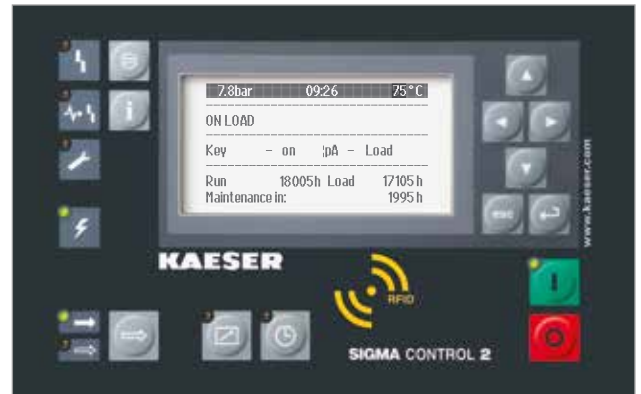 7.8bar 09:26 75°C
ON LOAD
Key - on ¦pA - Load
Run 18005h Load 17105h
Maintenance in: 1995h
esc
www.kaeser.com
KAESER
RFID
I
O
SIGMA CONTROL 2